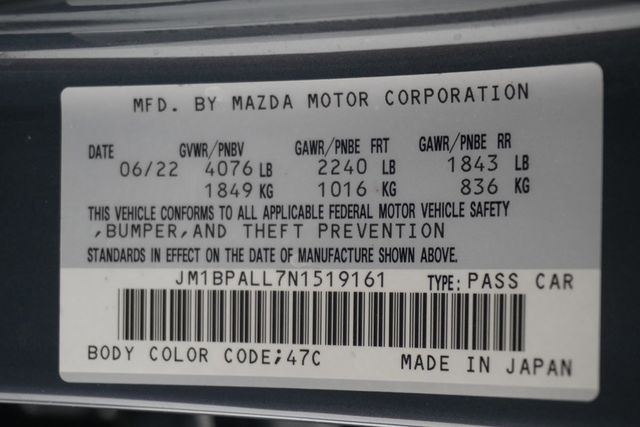 MFD. BY MAZDA MOTOR CORPORATION
DATE GVWR/PNBV GAWR/PNBE FRT GAWR/PNBE RR
06/22 4076 LB 2240 LB 1843 LB
1849 KG 1016 KG 836 KG
THIS VEHICLE CONFORMS TO ALL APPLICABLE FEDERAL MOTOR VEHICLE SAFETY
,BUMPER,AND THEFT PREVENTION
STANDARDS IN EFFECT ON THE DATE OF MANUFACTURE SHOWN ABOVE.
JM1BPALL7N1519161 TYPE: PASS CAR
BODY COLOR CODE;47C MADE IN JAPAN